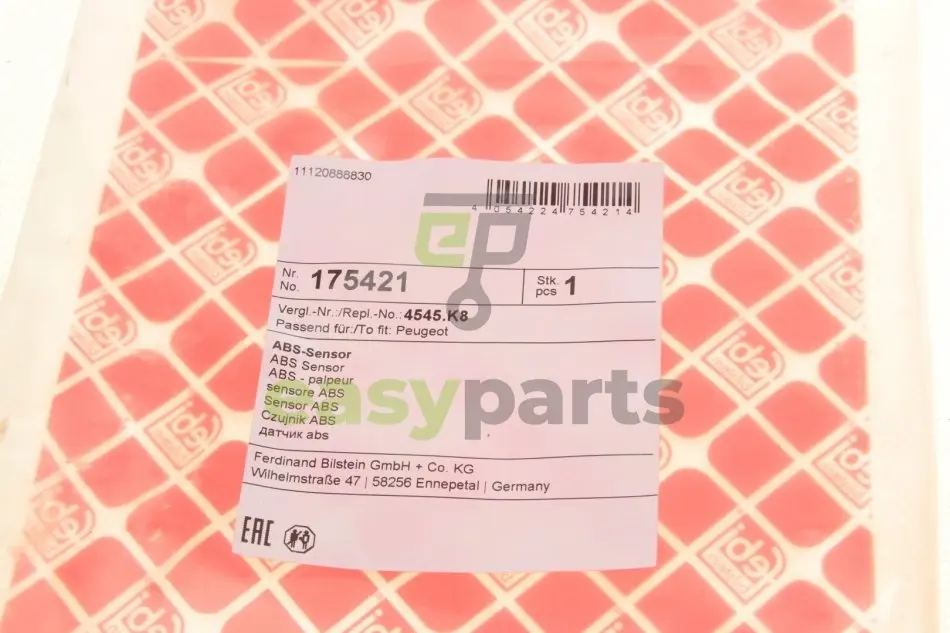 11120888830
4 054224 754214
Nr.
No. 175421
Stk.
pcs 1
Vergl.-Nr.:/Repl.-No.: 4545.K8
Passend für:/To fit: Peugeot
ABS-Sensor
ABS Sensor
ABS - palpeur
sensore ABS
Sensor ABS
Czujnik ABS
датчик abs
easyparts
Ferdinand Bilstein GmbH + Co. KG
Wilhelmstraße 47 | 58256 Ennepetal | Germany
EAC
febi
bilstein